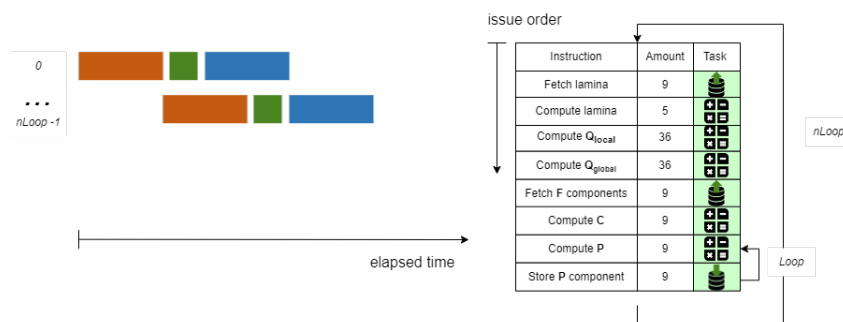 0
...
nLoop -1
elapsed time
issue order
Instruction Amount Task
Fetch lamina 9
Compute lamina 5
Compute Qlocal 36
Compute Qglobal 36
Fetch F components 9
Compute C 9
Compute P 9
Store P component 9
nLoop
Loop